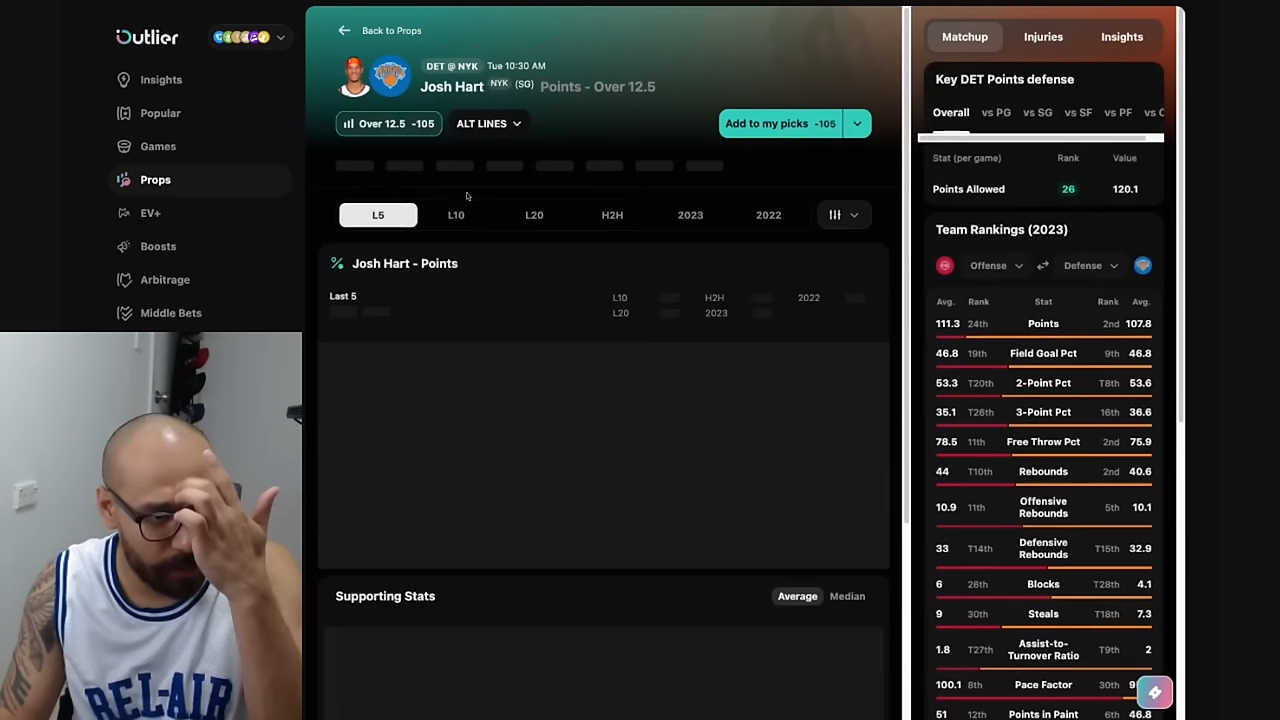 Outlier
Insights
Popular
Games
Props
EV+
Boosts
Arbitrage
Middle Bets
Back to Props
DET @ NYK Tue 10:30 AM
Josh Hart NYK (SG) Points - Over 12.5
Over 12.5 -105 ALT LINES
Add to my picks -105
L5 L10 L20 H2H 2023 2022
Josh Hart - Points
Last 5
L10 H2H 2022
L20 2023
Supporting Stats
Average Median
Matchup Injuries Insights
Key DET Points defense
Overall vs PG vs SG vs SF vs PF vs C
Stat (per game) Rank Value
Points Allowed 26 120.1
Team Rankings (2023)
Offense Defense
Avg. Rank Stat Rank Avg.
111.3 24th Points 2nd 107.8
46.8 19th Field Goal Pct 9th 46.8
53.3 T20th 2-Point Pct T8th 53.6
35.1 T26th 3-Point Pct 16th 36.6
78.5 11th Free Throw Pct 2nd 75.9
44 T10th Rebounds 2nd 40.6
10.9 11th Offensive Rebounds 5th 10.1
33 T14th Defensive Rebounds T15th 32.9
6 26th Blocks T28th 4.1
9 30th Steals T18th 7.3
1.8 T27th Assist-to-Turnover Ratio T9th 2
100.1 8th Pace Factor 30th
51 12th Points in Paint 6th 46.8
BEL-AIR